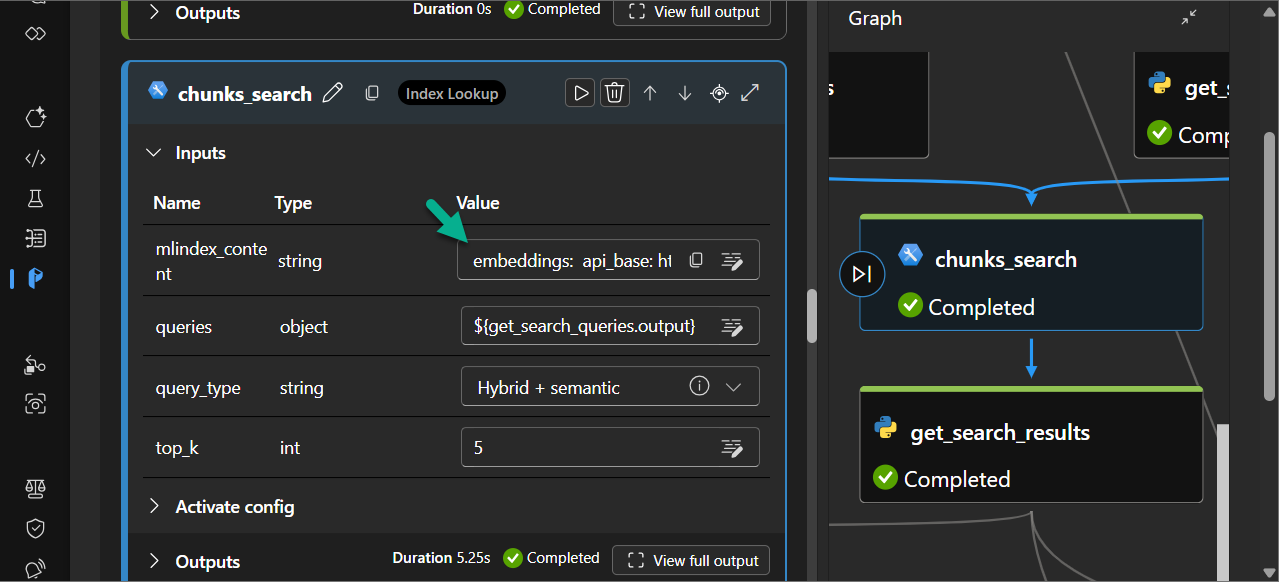 Outputs
Duration 0s
Completed
View full output
chunks_search
Index Lookup
Inputs
Name Type Value
mlindex_conte
nt
string
embeddings: api_base: ht
queries object ${get_search_queries.output}
query_type string Hybrid + semantic
top_k int 5
Activate config
Outputs
Duration 5.25s
Completed
View full output
Graph
s
get_s
Comp
chunks_search
Completed
get_search_results
Completed